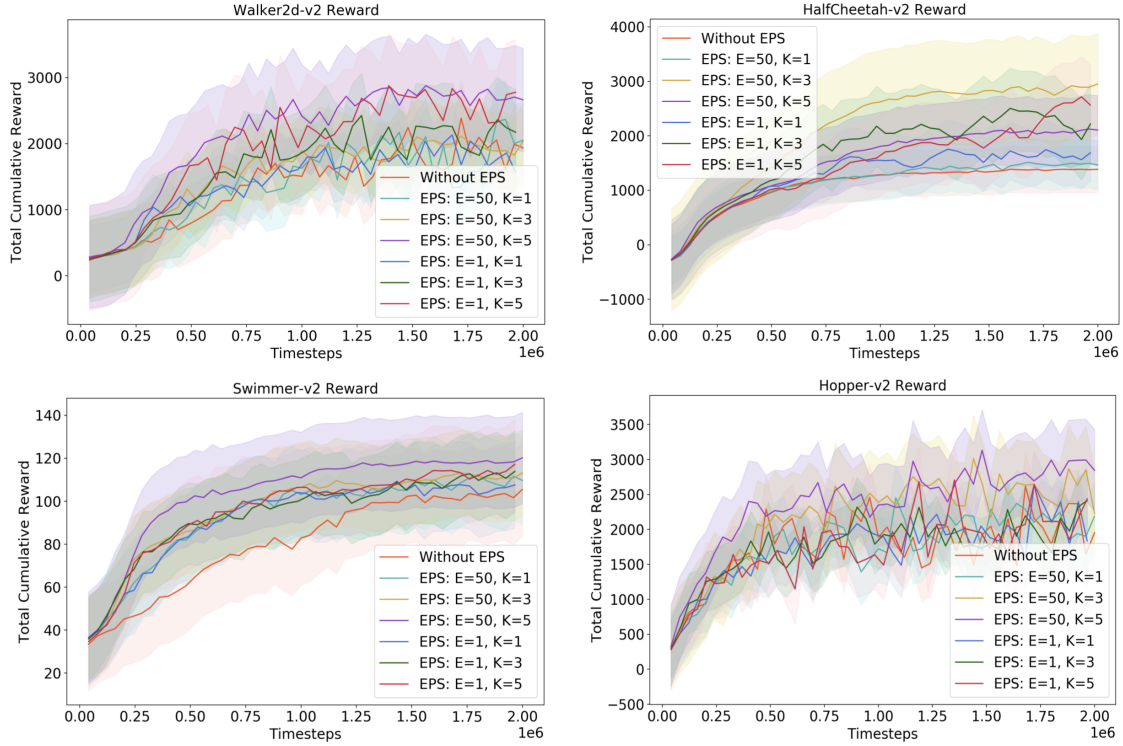 Walker2d-v2 Reward
Total Cumulative Reward
3000
2000
1000
0
Without EPS
EPS: E=50, K=1
EPS: E=50, K=3
EPS: E=50, K=5
EPS: E=1, K=1
EPS: E=1, K=3
EPS: E=1, K=5
0.00 0.25 0.50 0.75 1.00 1.25 1.50 1.75 2.00
Timesteps
1e6
HalfCheetah-v2 Reward
Total Cumulative Reward
4000
3000
2000
1000
0
−1000
Without EPS
EPS: E=50, K=1
EPS: E=50, K=3
EPS: E=50, K=5
EPS: E=1, K=1
EPS: E=1, K=3
EPS: E=1, K=5
0.00 0.25 0.50 0.75 1.00 1.25 1.50 1.75 2.00
Timesteps
1e6
Swimmer-v2 Reward
Total Cumulative Reward
140
120
100
80
60
40
20
Without EPS
EPS: E=50, K=1
EPS: E=50, K=3
EPS: E=50, K=5
EPS: E=1, K=1
EPS: E=1, K=3
EPS: E=1, K=5
0.00 0.25 0.50 0.75 1.00 1.25 1.50 1.75 2.00
Timesteps
1e6
Hopper-v2 Reward
Total Cumulative Reward
3500
3000
2500
2000
1500
1000
500
0
−500
Without EPS
EPS: E=50, K=1
EPS: E=50, K=3
EPS: E=50, K=5
EPS: E=1, K=1
EPS: E=1, K=3
EPS: E=1, K=5
0.00 0.25 0.50 0.75 1.00 1.25 1.50 1.75 2.00
Timesteps
1e6